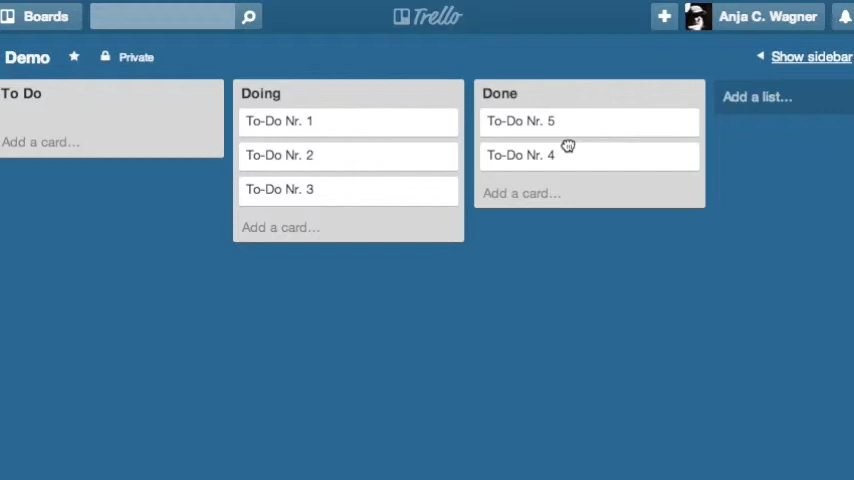 Boards
Trello
Anja C. Wagner
Demo
Private
Show sidebar
To Do
Add a card...
Doing
To-Do Nr. 1
To-Do Nr. 2
To-Do Nr. 3
Add a card...
Done
To-Do Nr. 5
To-Do Nr. 4
Add a card...
Add a list...